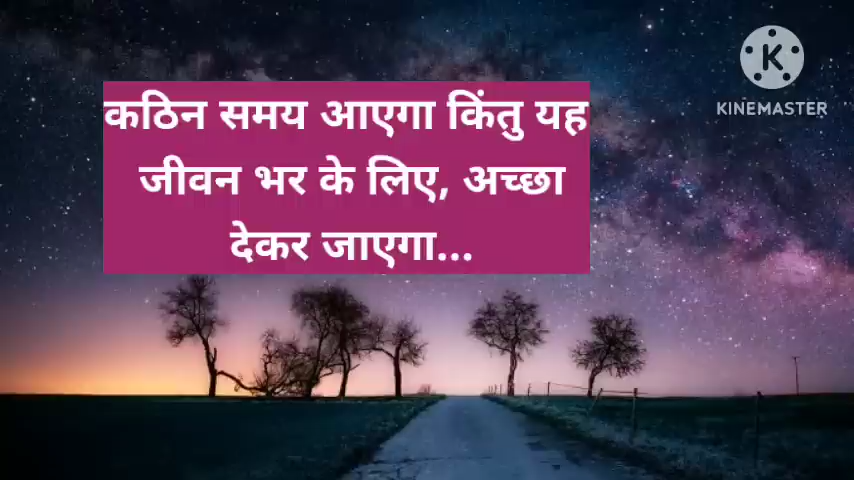 कठिन समय आएगा किंतु यह
जीवन भर के लिए, अच्छा
देकर जाएगा...
K
KINEMASTER